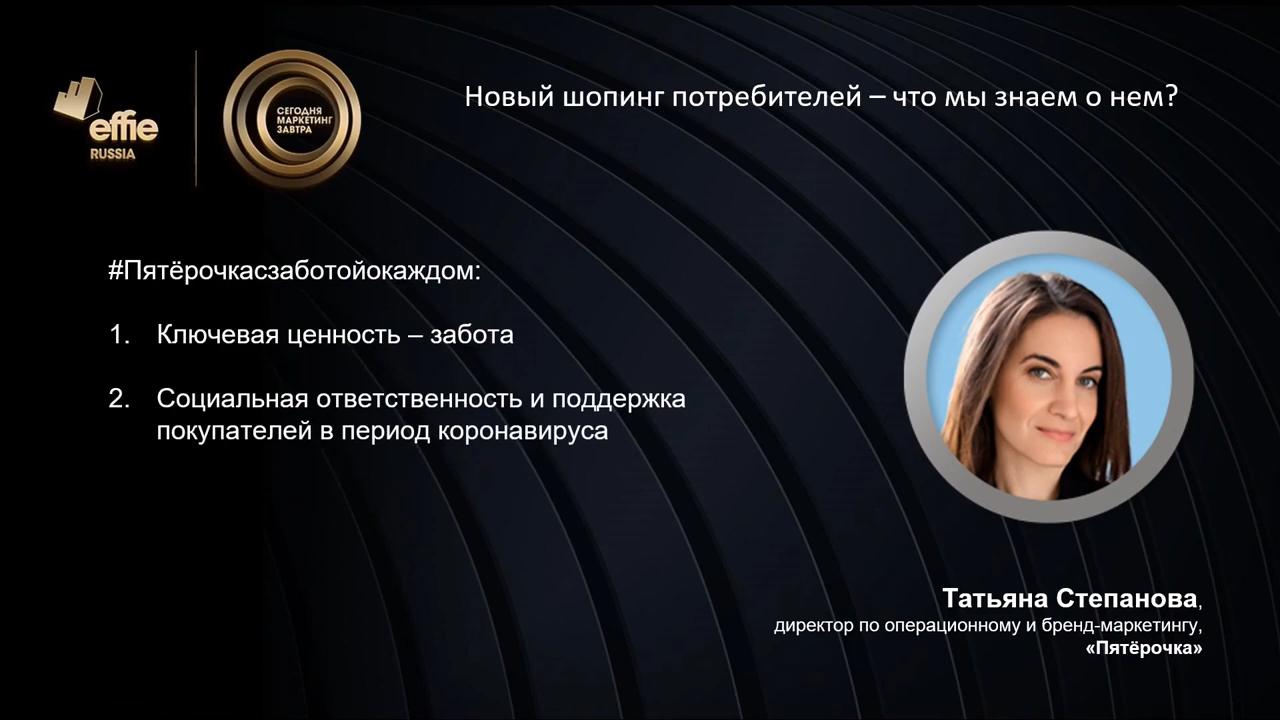 effie
RUSSIA
СЕГОДНЯ
МАРКЕТИНГ
ЗАВТРА
Новый шопинг потребителей – что мы знаем о нем?
#Пятёрочкасзаботойокаждом:
1. Ключевая ценность – забота
2. Социальная ответственность и поддержка
покупателей в период коронавируса
Татьяна Степанова,
директор по операционному и бренд-маркетингу,
«Пятёрочка»